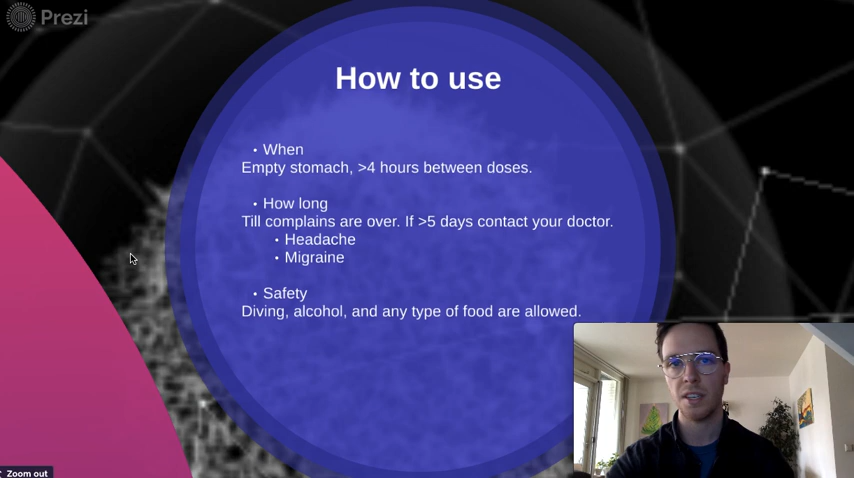 Prezi
How to use
• When
Empty stomach, >4 hours between doses.
• How long
Till complains are over. If >5 days contact your doctor.
• Headache
• Migraine
• Safety
Diving, alcohol, and any type of food are allowed.
Zoom out